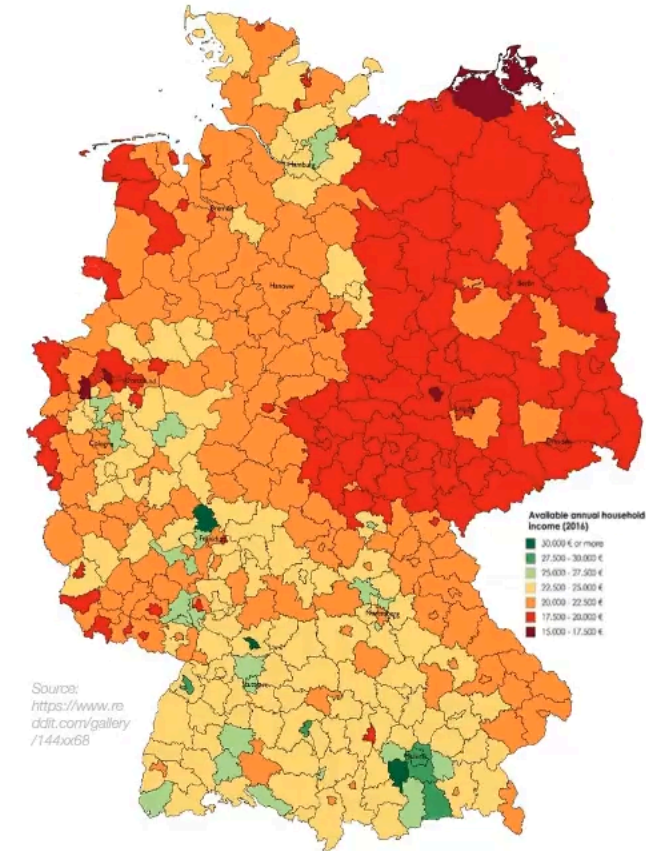 Hamburg
Bremen
Hanover
Berlin
Dresden
Frankfurt
Nuremberg
Stuttgart
Munich
Available annual household
income (2016)
30.000 € or more
27.500 - 30.000 €
25.000 - 27.500 €
22.500 - 25.000 €
20.000 - 22.500 €
17.500 - 20.000 €
15.000 - 17.500 €
Source:
https://www.re
ddit.com/gallery
/144xx68